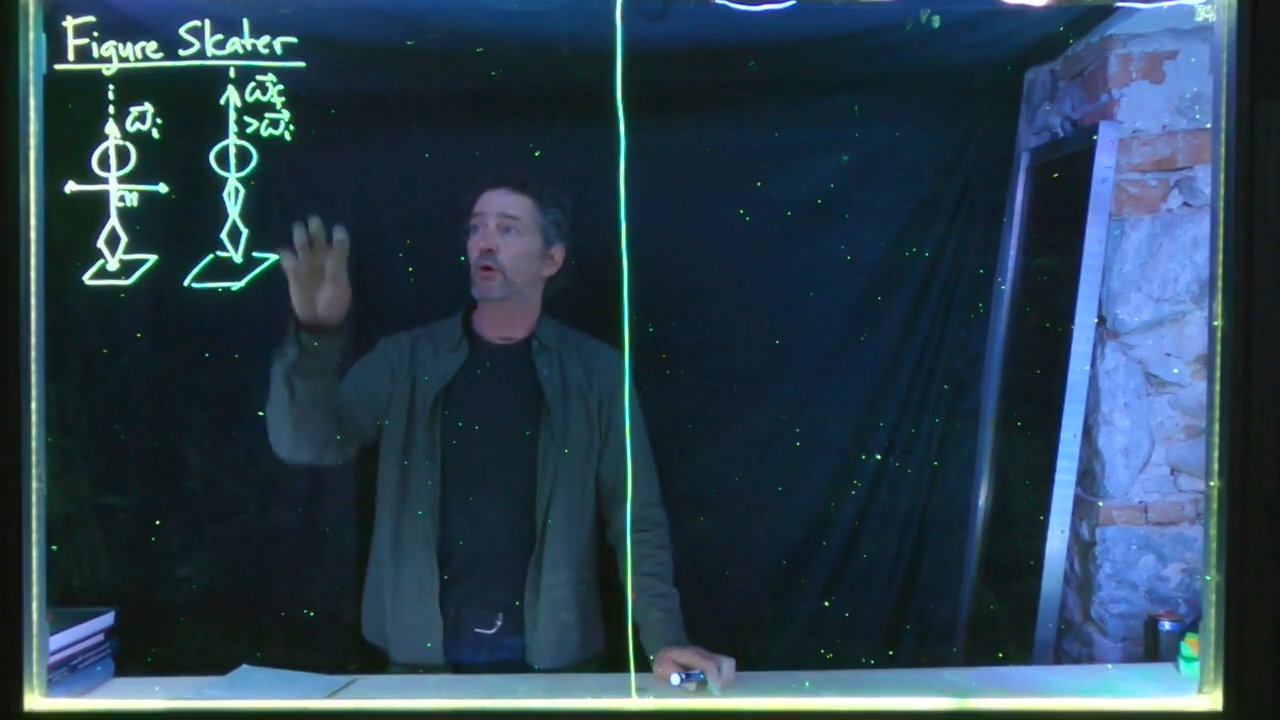 Figure Skater
ω⃗i
ω⃗f
>ω⃗i
cm